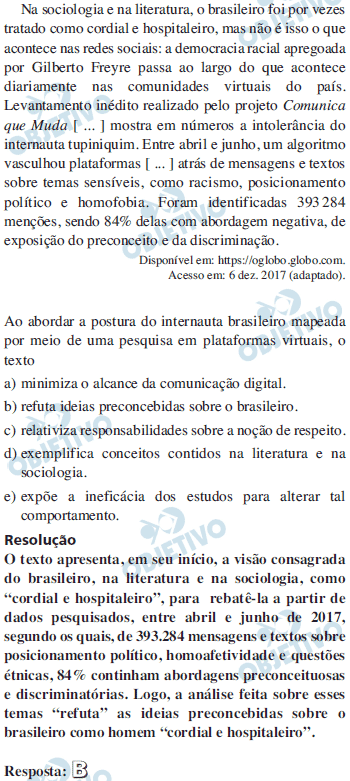 Na sociologia e na literatura, o brasileiro foi por vezes
tratado como cordial e hospitaleiro, mas não é isso o que
acontece nas redes sociais: a democracia racial apregoada
por Gilberto Freyre passa ao largo do que acontece
diariamente nas comunidades virtuais do país.
Levantamento inédito realizado pelo projeto Comunica
que Muda [ ... ] mostra em números a intolerância do
internauta tupiniquim. Entre abril e junho, um algoritmo
vasculhou plataformas [ ... ] atrás de mensagens e textos
sobre temas sensíveis, como racismo, posicionamento
político e homofobia. Foram identificadas 393 284
menções, sendo 84% delas com abordagem negativa, de
exposição do preconceito e da discriminação.
Disponível em: https://oglobo.globo.com.
Acesso em: 6 dez. 2017 (adaptado).
Ao abordar a postura do internauta brasileiro mapeada
por meio de uma pesquisa em plataformas virtuais, o
texto
a) minimiza o alcance da comunicação digital.
b) refuta ideias preconcebidas sobre o brasileiro.
c) relativiza responsabilidades sobre a noção de respeito.
d) exemplifica conceitos contidos na literatura e na
sociologia.
e) expõe a ineficácia dos estudos para alterar tal
comportamento.
Resolução
O texto apresenta, em seu início, a visão consagrada
do brasileiro, na literatura e na sociologia, como
“cordial e hospitaleiro”, para rebatê-la a partir de
dados pesquisados, entre abril e junho de 2017,
segundo os quais, de 393.284 mensagens e textos sobre
posicionamento político, homoafetividade e questões
étnicas, 84% continham abordagens preconceituosas
e discriminatórias. Logo, a análise feita sobre esses
temas “refuta” as ideias preconcebidas sobre o
brasileiro como homem “cordial e hospitaleiro”.
Resposta: B
OBJETIVO
OBJETIVO
OBJETIVO
OBJETIVO
OBJETIVO
OBJETIVO